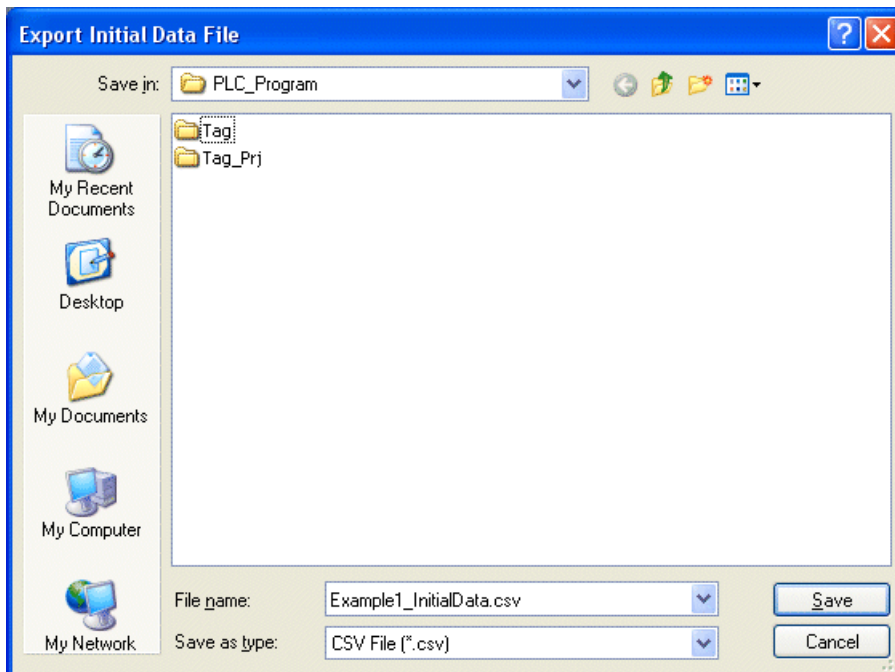 Export Initial Data File
Save in: PLC_Program
Tag
Tag_Prj
My Recent
Documents
Desktop
My Documents
My Computer
My Network
File name: Example1_InitialData.csv Save
Save as type: CSV File (*.csv) Cancel